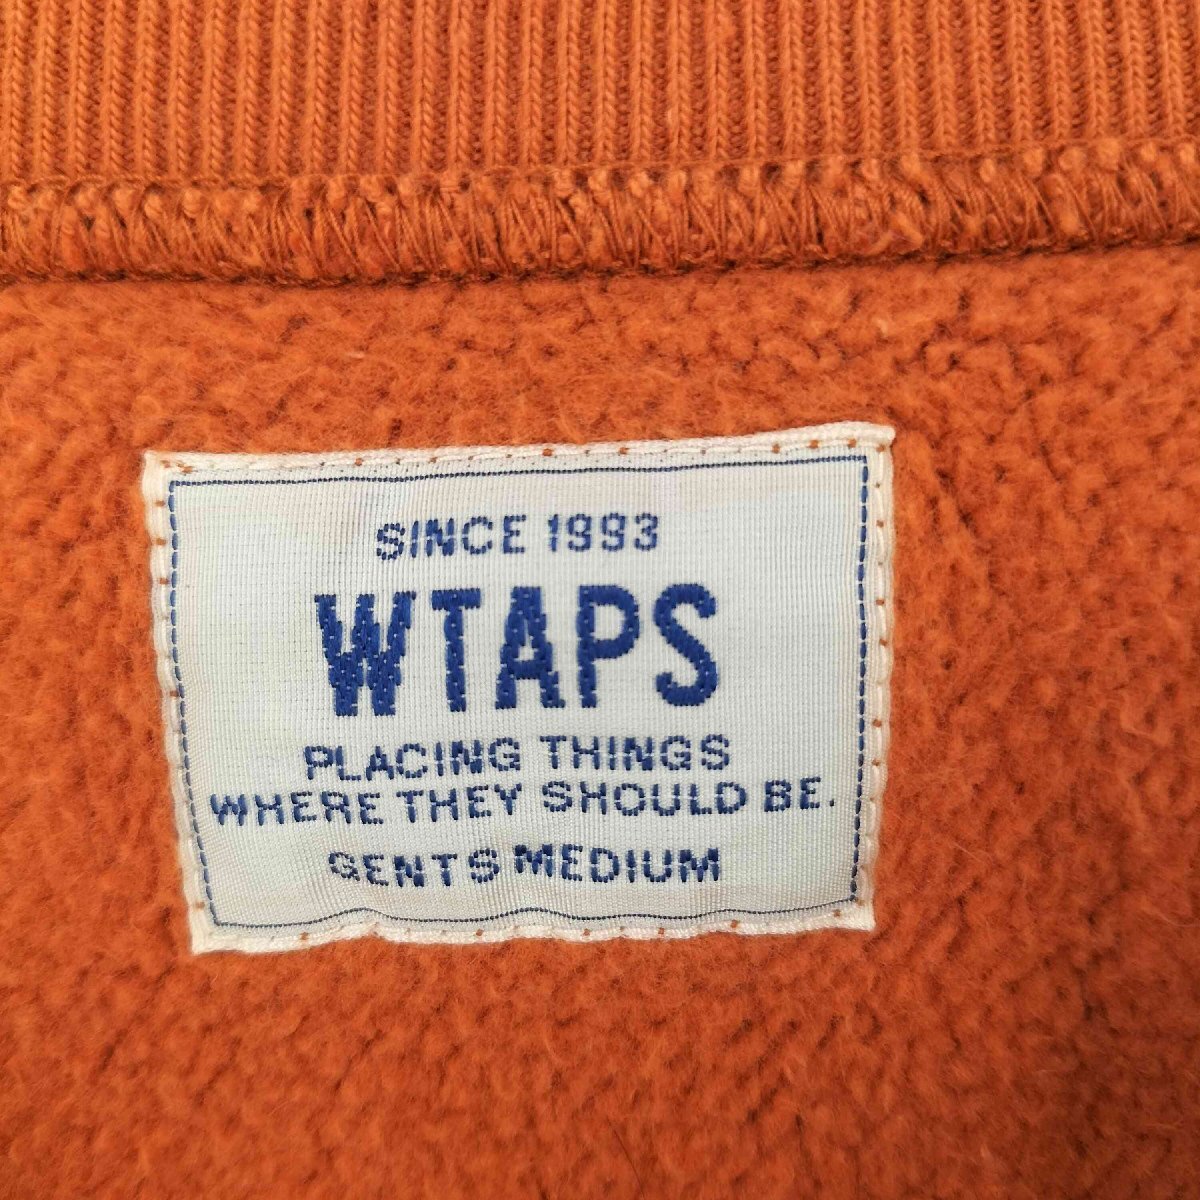 SINCE 1993
WTAPS
PLACING THINGS
WHERE THEY SHOULD BE.
GENTS MEDIUM